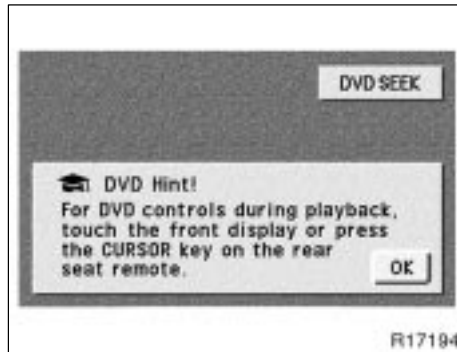 DVD SEEK
DVD Hint!
For DVD controls during playback,
touch the front display or press
the CURSOR key on the rear
seat remote.
OK
R17194